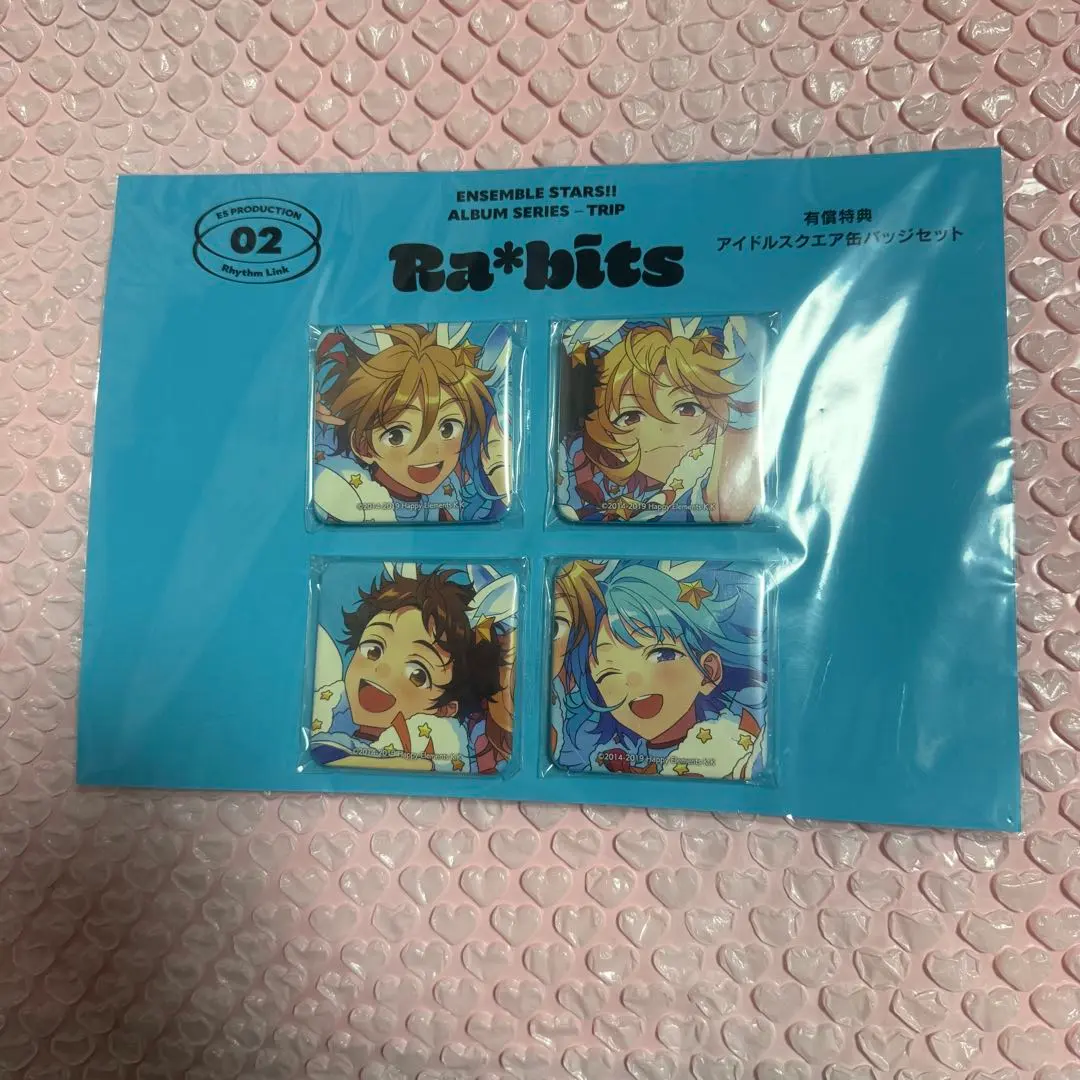 ES PRODUCTION
02
Rhythm Link
ENSEMBLE STARS!!
ALBUM SERIES – TRIP
Ra*bits
有償特典
アイドルスクエア缶バッジセット
©2014-2019 Happy Elements K.K
©2014-2019 Happy Elements K.K
©2014-2019 Happy Elements K.K
©2014-2019 Happy Elements K.K